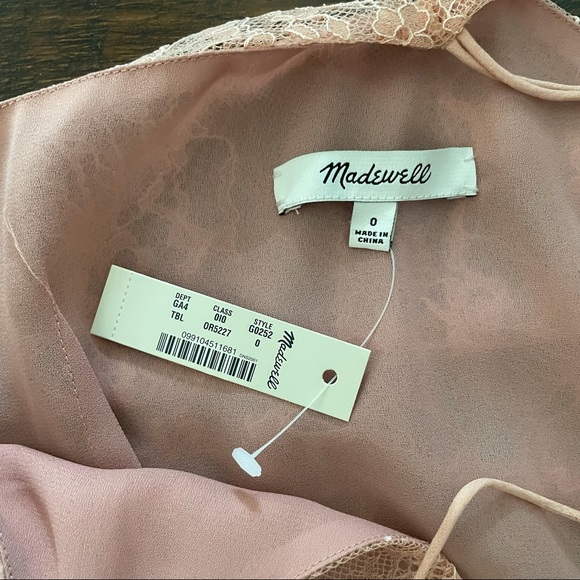 Madewell
0
MADE IN
CHINA
DEPT CLASS STYLE
GA4 010 G0252
TBL OR5227 0
099104511681
Madewell